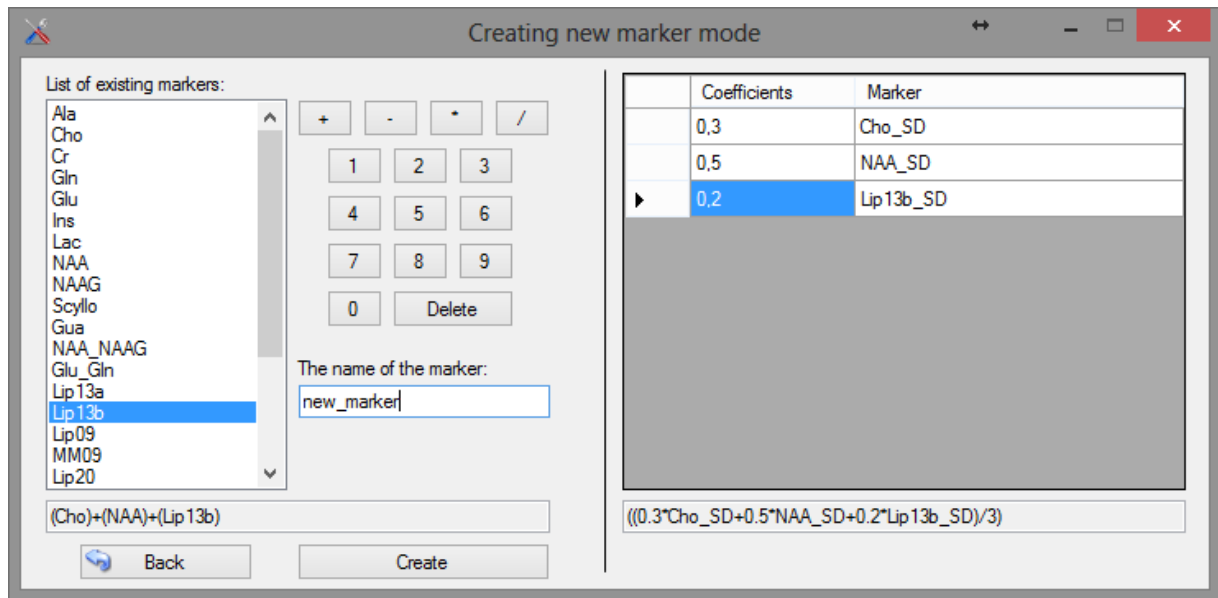 Creating new marker mode
List of existing markers:
Ala
Cho
Cr
Gln
Glu
Ins
Lac
NAA
NAAG
Scyllo
Gua
NAA_NAAG
Glu_Gln
Lip13a
Lip13b
Lip09
MM09
Lip20
+ - * /
1 2 3
4 5 6
7 8 9
0 Delete
The name of the marker:
new_marker
(Cho)+(NAA)+(Lip13b)
Back Create
Coefficients Marker
0,3 Cho_SD
0,5 NAA_SD
0,2 Lip13b_SD
((0.3*Cho_SD+0.5*NAA_SD+0.2*Lip13b_SD)/3)